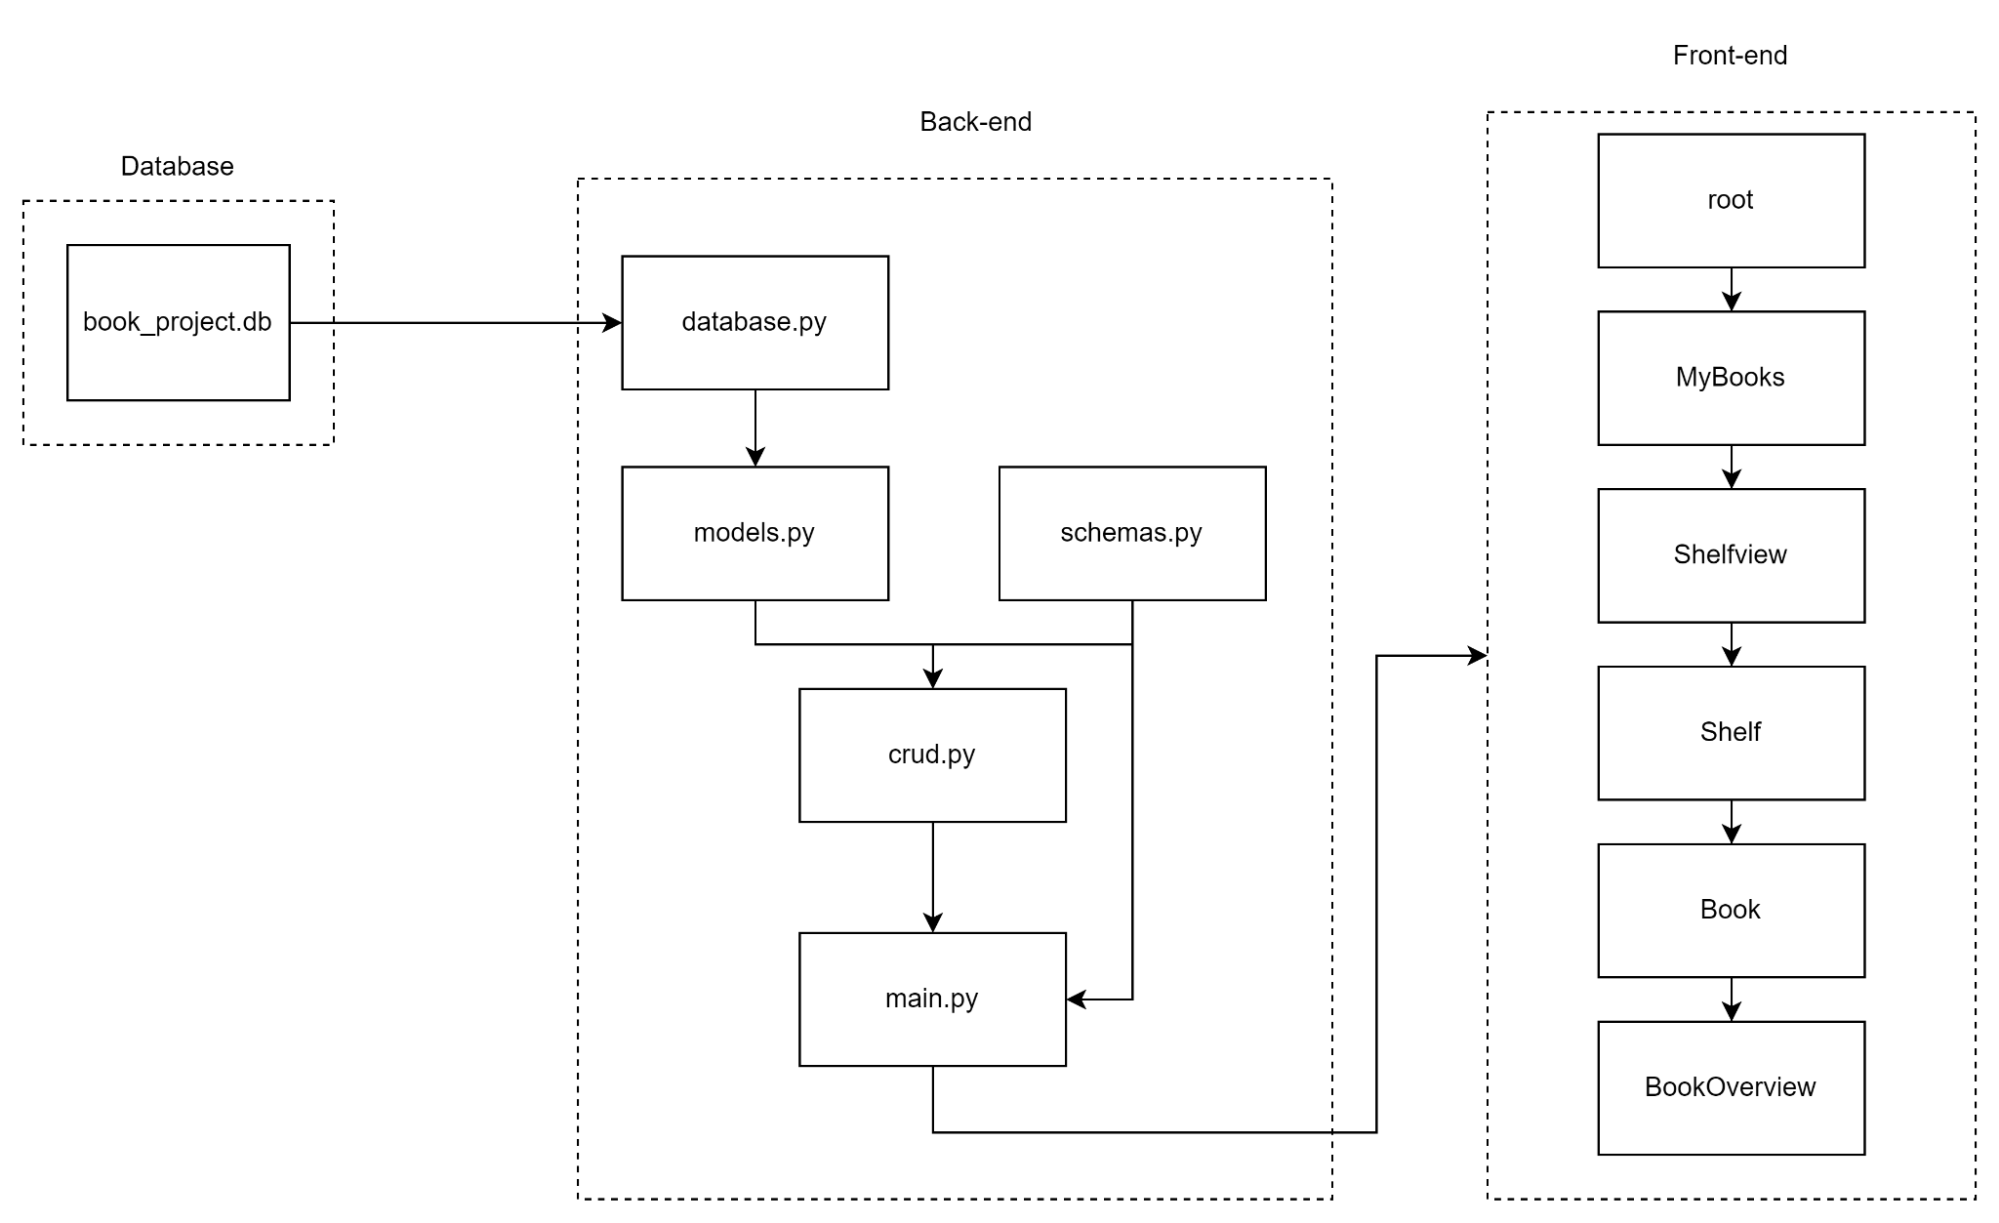 Database
book_project.db
Back-end
database.py
models.py
schemas.py
crud.py
main.py
Front-end
root
MyBooks
Shelfview
Shelf
Book
BookOverview